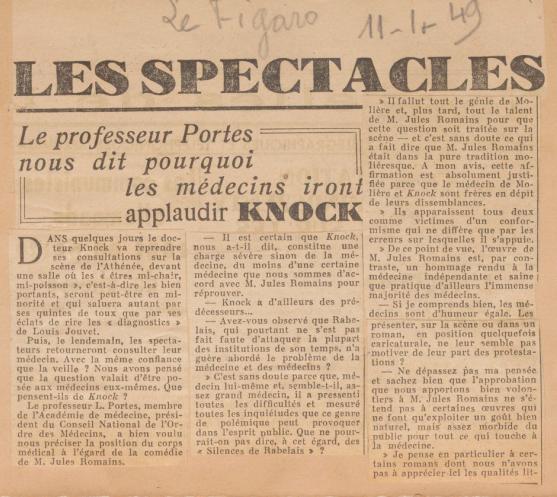 Le Figaro 11-1-49
LES SPECTACLES
Le professeur Portes
nous dit pourquoi
les médecins iront
applaudir KNOCK
DANS quelques jours le doc-
teur Knock va reprendre
ses consultations sur la
scène de l'Athénée, devant
une salle où les « êtres mi-chair,
mi-poisson », c'est-à-dire les bien
portants, seront peut-être en mi-
norité et qui saluera autant par
ses quintes de toux que par ses
éclats de rire les « diagnostics »
de Louis Jouvet.
Puis, le lendemain, les specta-
teurs retourneront consulter leur
médecin. Avec la même confiance
que la veille ? Nous avons pensé
que la question valait d'être po-
sée aux médecins eux-mêmes. Que
pensent-ils de Knock ?
Le professeur L. Portes, membre
de l'Académie de médecine, prési-
dent du Conseil National de l'Or-
dre des Médecins, a bien voulu
nous préciser la position du corps
médical à l'égard de la comédie
de M. Jules Romains.
— Il est certain que Knock,
nous a-t-il dit, constitue une
charge sévère sinon de la méde-
cine, du moins d'une certaine
médecine que nous sommes d'ac-
cord avec M. Jules Romains pour
réprouver.
— Knock a d'ailleurs des pré-
décesseurs...
— Avez-vous observé que Rabe-
lais, qui pourtant ne s'est pas
fait faute d'attaquer la plupart
des institutions de son temps, n'a
guère abordé le problème de la
médecine et des médecins ?
» C'est sans doute parce que, mé-
decin lui-même et, semble-t-il, as-
sez grand médecin, il a pressenti
toutes les difficultés et mesuré
toutes les inquiétudes que ce genre
de polémique peut provoquer
dans l'esprit public. Que ne pour-
rait-on pas dire, à cet égard, des
« Silences de Rabelais » ?
» Il fallut tout le génie de Mo-
lière et, plus tard, tout le talent
de M. Jules Romains pour que
cette question soit traitée sur la
scène — et c'est sans doute ce qui
a fait dire que M. Jules Romains
était dans la pure tradition mo-
liéresque. A mon avis, cette af-
firmation est absolument justi-
fiée parce que le médecin de Mo-
lière et Knock sont frères en dépit
de leurs dissemblances.
» Ils apparaissent tous deux
comme victimes d'un confor-
misme qui ne diffère que par les
erreurs sur lesquelles il s'appuie.
» De ce point de vue, l'œuvre de
M. Jules Romains est, par con-
traste, un hommage rendu à la
médecine indépendante et saine
que pratique d'ailleurs l'immense
majorité des médecins.
— Si je comprends bien, les mé-
decins sont d'humeur égale. Les
présenter, sur la scène ou dans un
roman, en position quelquefois
caricaturale, ne leur semble pas
motiver de leur part des protesta-
tions ?
— Ne dépassez pas ma pensée
et sachez bien que l'approbation
que nous apportons bien volon-
tiers à M. Jules Romains ne s'é-
tend pas à certaines œuvres qui
ne font qu'exploiter un goût bien
naturel, mais assez morbide du
public pour tout ce qui touche à
la médecine.
» Je pense en particulier à cer-
tains romans dont nous n'avons
pas à apprécier ici les qualités lit-